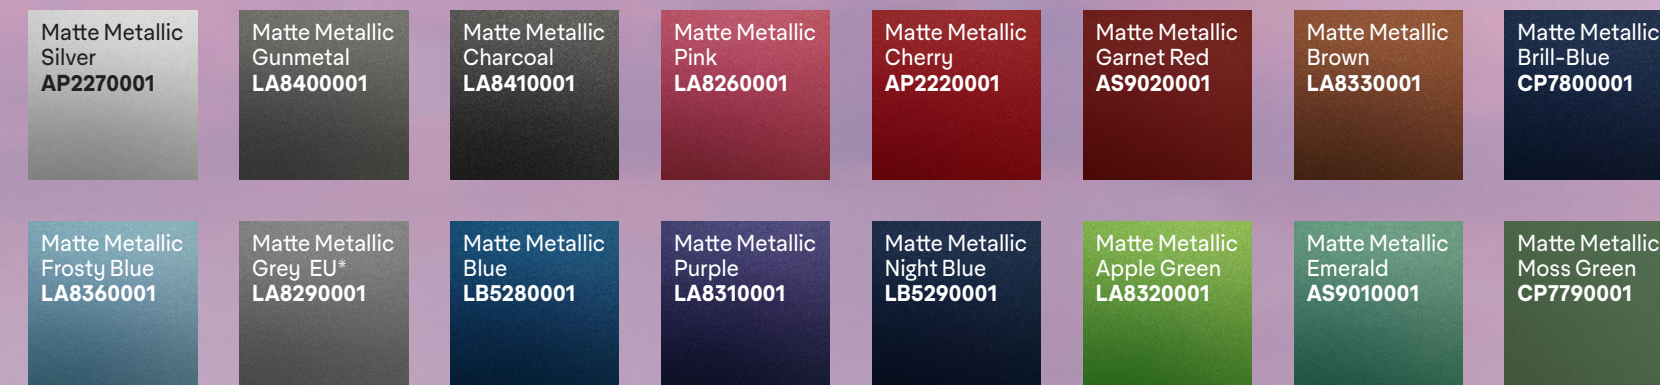 Matte Metallic
Silver
AP2270001
Matte Metallic
Gunmetal
LA8400001
Matte Metallic
Charcoal
LA8410001
Matte Metallic
Pink
LA8260001
Matte Metallic
Cherry
AP2220001
Matte Metallic
Garnet Red
AS9020001
Matte Metallic
Brown
LA8330001
Matte Metallic
Brill-Blue
CP7800001
Matte Metallic
Frosty Blue
LA8360001
Matte Metallic
Grey EU*
LA8290001
Matte Metallic
Blue
LB5280001
Matte Metallic
Purple
LA8310001
Matte Metallic
Night Blue
LB5290001
Matte Metallic
Apple Green
LA8320001
Matte Metallic
Emerald
AS9010001
Matte Metallic
Moss Green
CP7790001